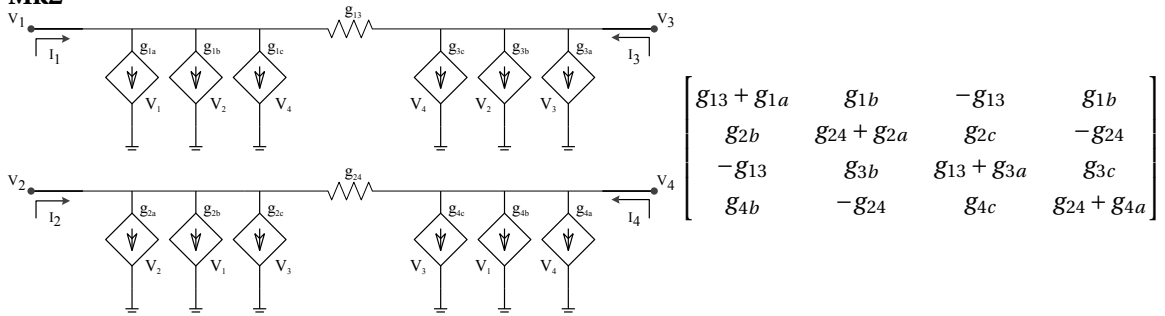 Mk2
V1 g13 V3
I1 g1a g1b g1c g3c g3b g3a I3
V1 V2 V4 V4 V2 V3
V2 g24 V4
I2 g2a g2b g2c g4c g4b g4a I4
V2 V1 V3 V3 V1 V4
g13 + g1a g1b −g13 g1b
g2b g24 + g2a g2c −g24
−g13 g3b g13 + g3a g3c
g4b −g24 g4c g24 + g4a